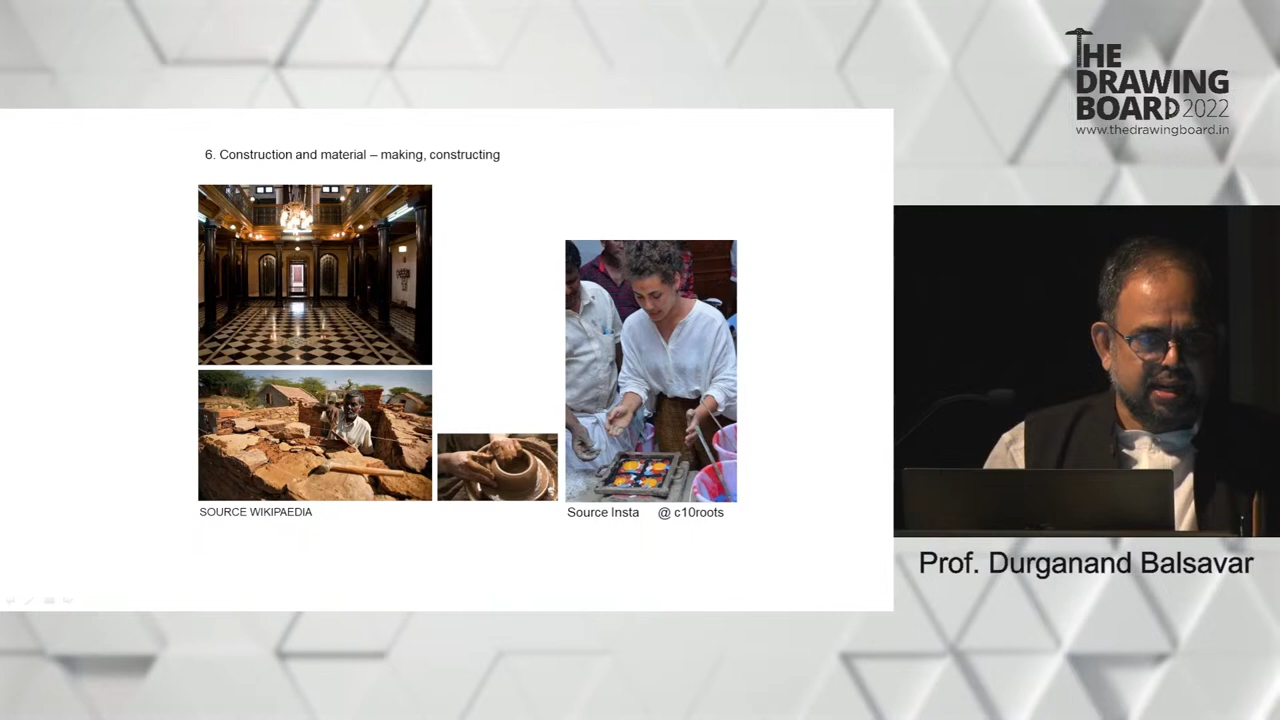 THE
DRAWING
BOARD 2022
www.thedrawingboard.in
6. Construction and material – making, constructing
SOURCE WIKIPAEDIA
Source Insta @ c10roots
Prof. Durganand Balsavar